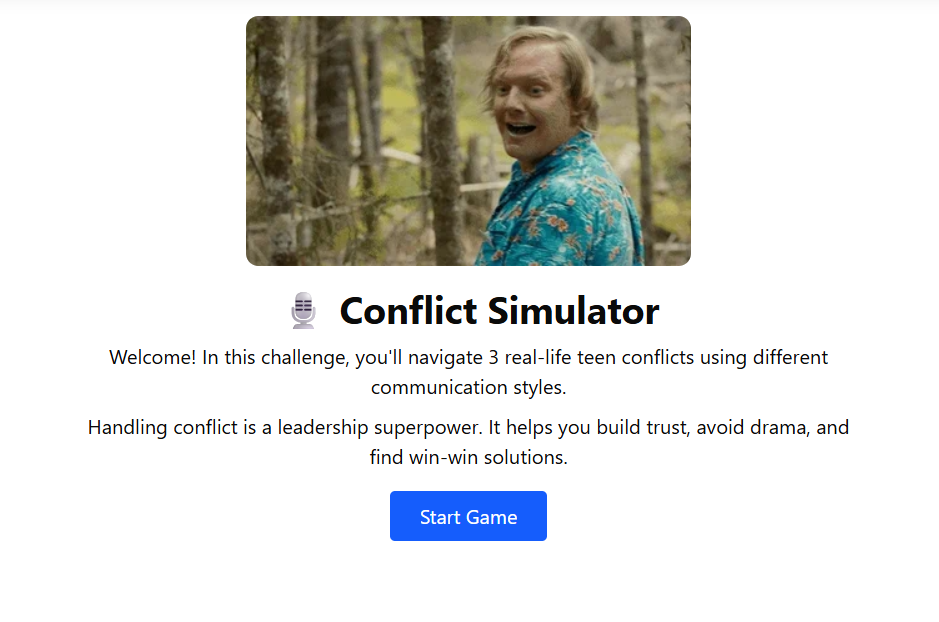 Conflict Simulator
Welcome! In this challenge, you'll navigate 3 real-life teen conflicts using different
communication styles.
Handling conflict is a leadership superpower. It helps you build trust, avoid drama, and
find win-win solutions.
Start Game